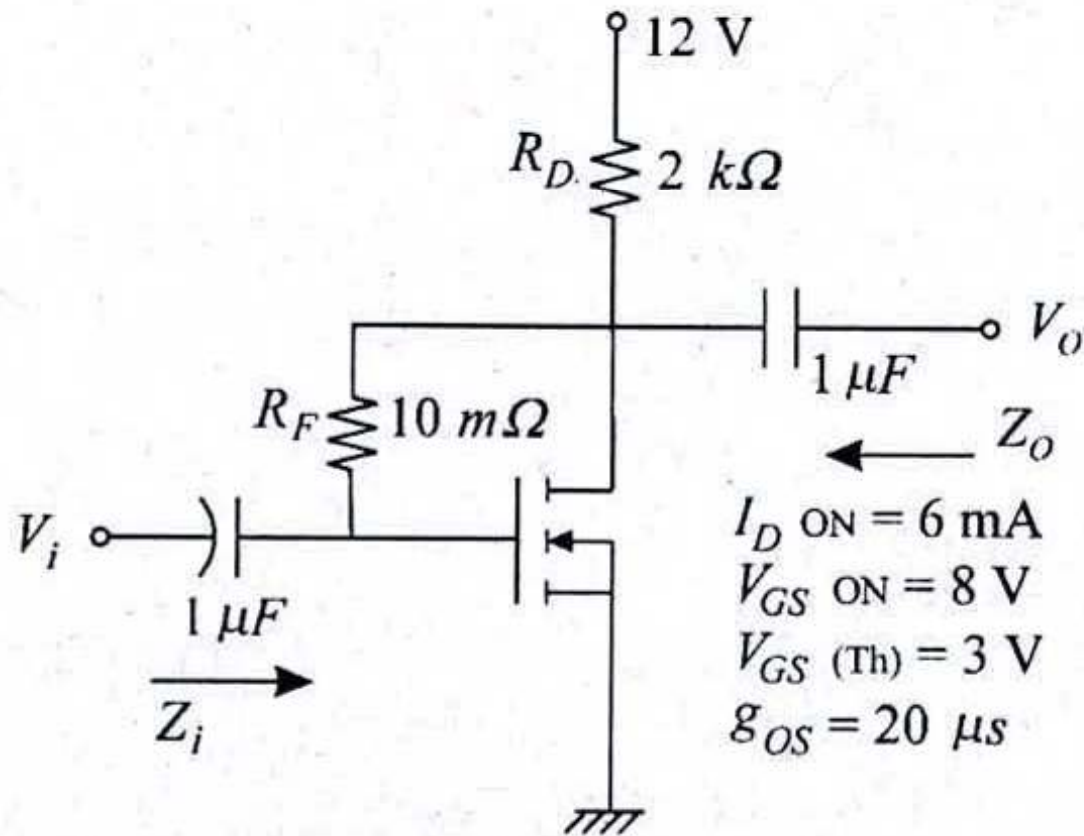 12 V
R_D 2 kΩ
V_o
1 μF
R_F 10 mΩ
Z_o
V_i
1 μF
Z_i
I_D ON = 6 mA
V_GS ON = 8 V
V_GS (Th) = 3 V
g_OS = 20 μs